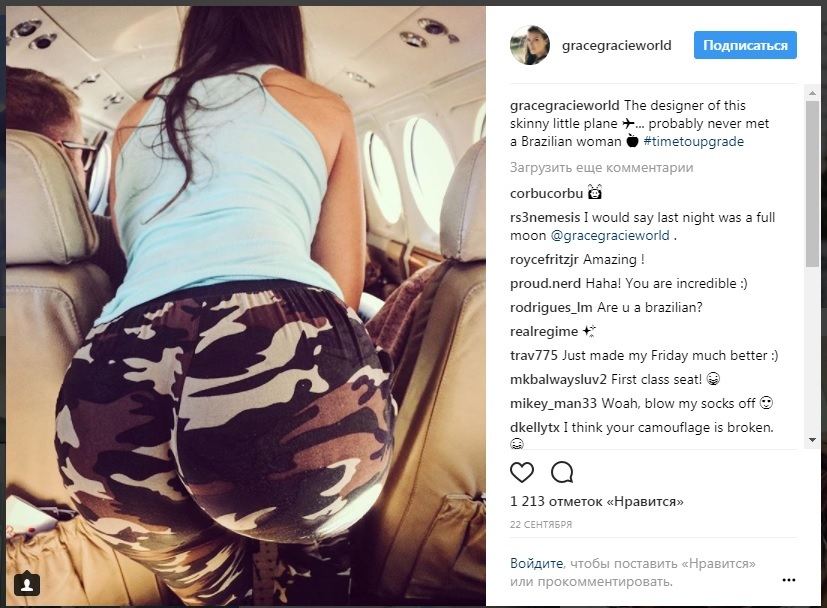 gracegracieworld
Подписаться
gracegracieworld The designer of this
skinny little plane ✈... probably never met
a Brazilian woman 🍎 #timetoupgrade
Загрузить еще комментарии
corbucorbu 🐹
rs3nemesis I would say last night was a full
moon @gracegracieworld .
roycefritzjr Amazing !
proud.nerd Haha! You are incredible :)
rodrigues_lm Are u a brazilian?
realregime ✨
trav775 Just made my Friday much better :)
mkbalwaysluv2 First class seat! 😀
mikey_man33 Woah, blow my socks off 🙂
dkellytx I think your camouflage is broken.
😀
1 213 отметок «Нравится»
22 СЕНТЯБРЯ
Войдите, чтобы поставить «Нравится»
или прокомментировать.